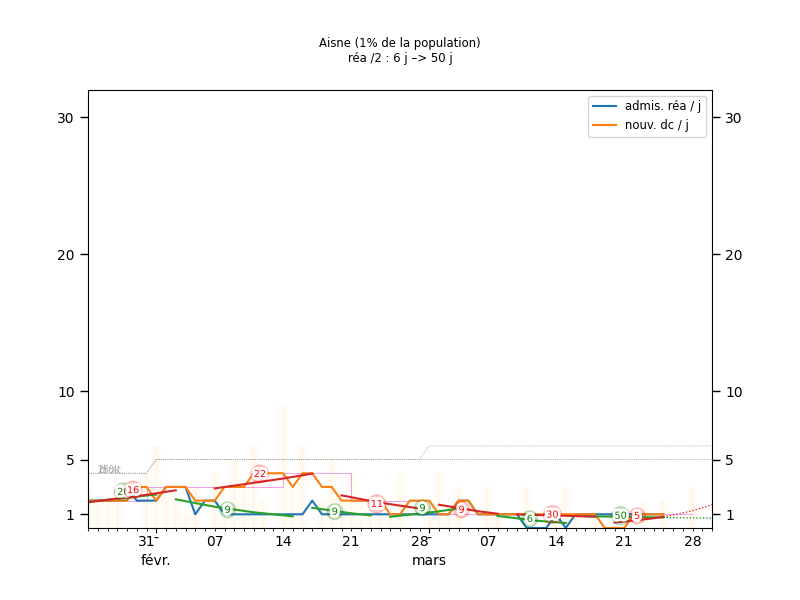 Aisne (1% de la population)
réa /2 : 6 j –> 50 j
admis. réa / j
nouv. dc / j
30 30
20 20
10 10
5 5
1 1
16 22 9 9 11 9 9 6 30 50 5
31 07 14 21 28 07 14 21 28
févr. mars